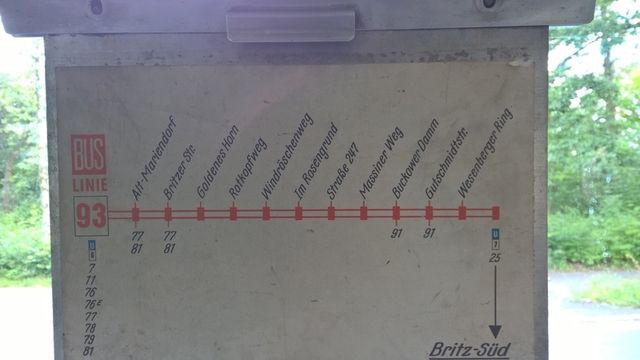 BUS
LINIE
93
Alt-Mariendorf
Britzer Str.
Goldenes Horn
Rotkopfweg
Windröschenweg
Im Rosengrund
Straße 247
Massiner Weg
Buckower Damm
Gutschmidtstr.
Wesenberger Ring
77
81
77
81
91
91
U
7
25
Britz-Süd
U
6
7
11
76
76E
77
78
79
81